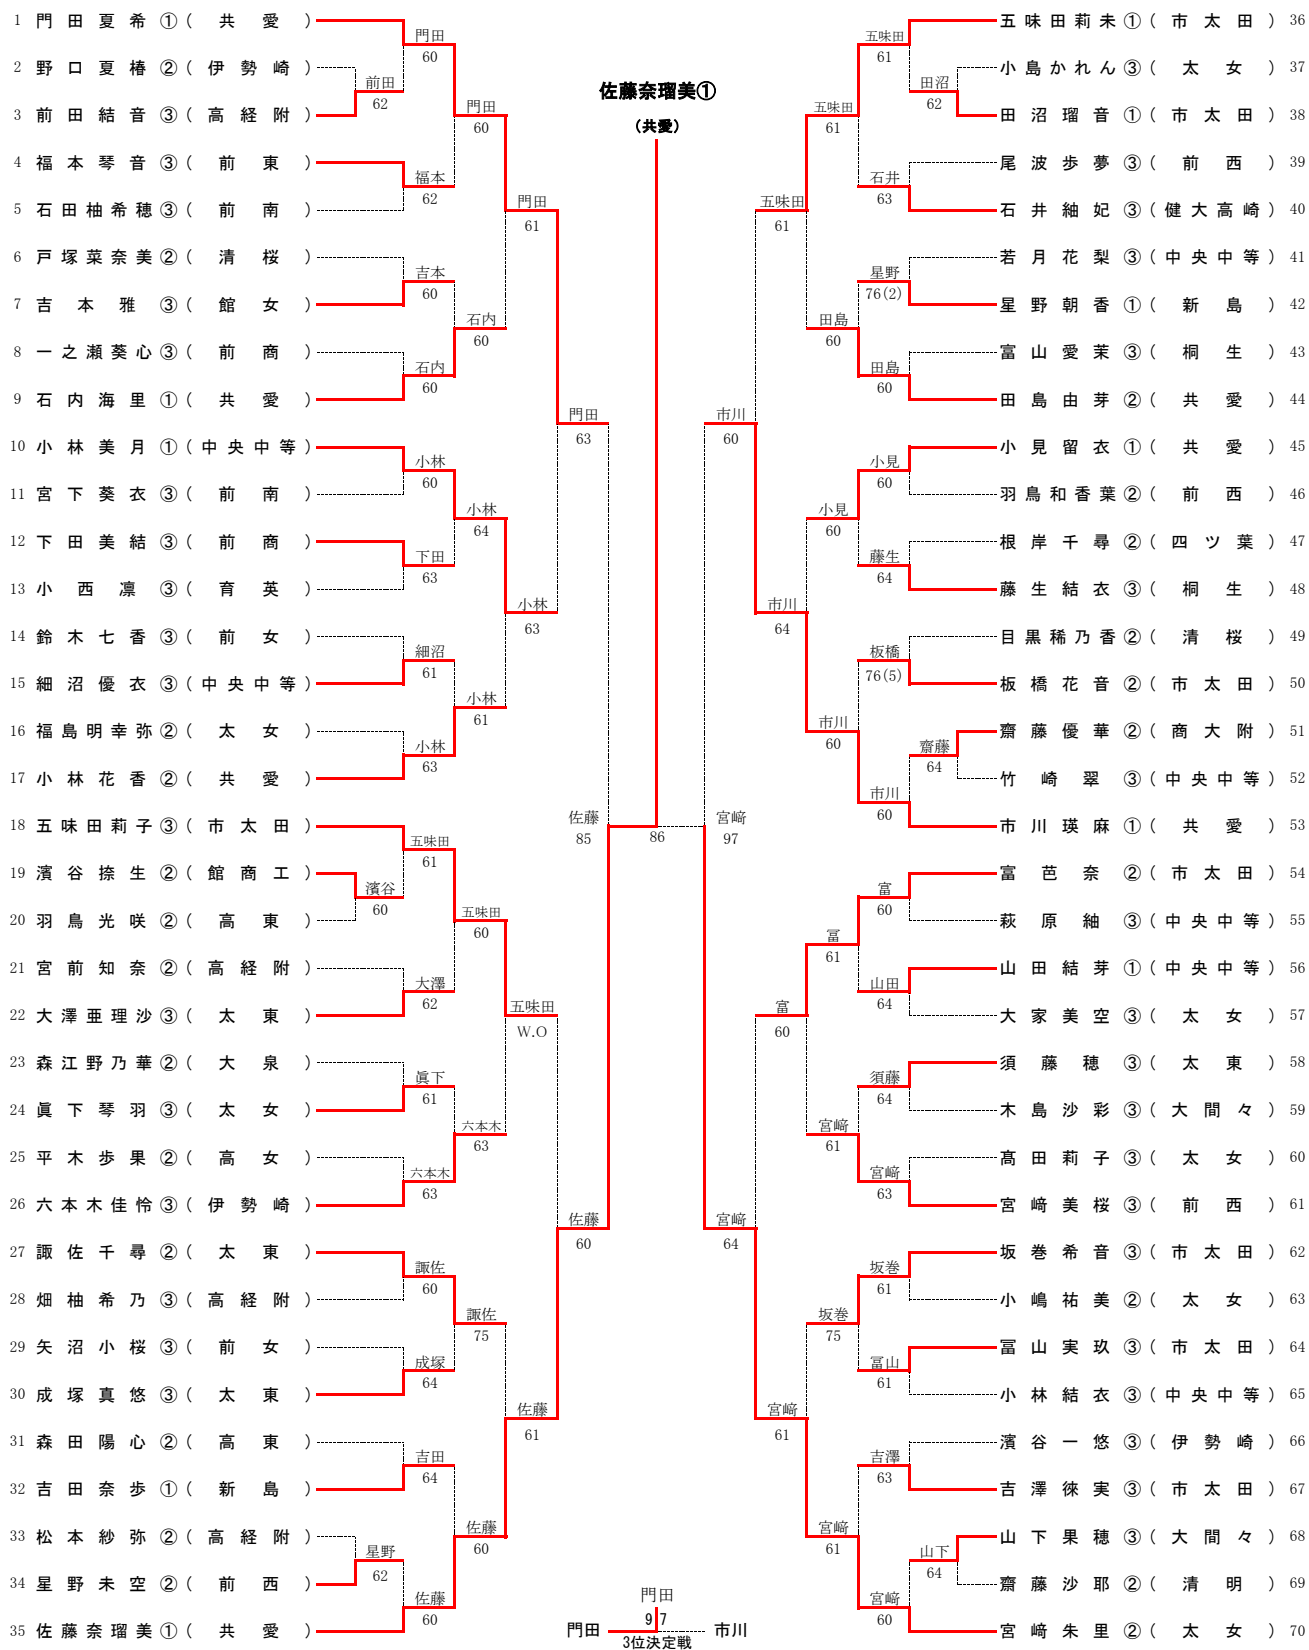 佐藤奈瑠美①
(共愛)
1 門田夏希①(共愛)
2 野口夏椿②(伊勢崎)
3 前田結音③(高経附)
4 福本琴音③(前東)
5 石田柚希穂③(前南)
6 戸塚菜奈美②(清桜)
7 吉本雅③(館女)
8 一之瀬葵心③(前商)
9 石内海里①(共愛)
10 小林美月①(中央中等)
11 宮下葵衣③(前南)
12 下田美結③(前商)
13 小西凛③(育英)
14 鈴木七香③(前女)
15 細沼優衣③(中央中等)
16 福島明幸弥②(太女)
17 小林花香②(共愛)
18 五味田莉子③(市太田)
19 濱谷捺生②(館商工)
20 羽鳥光咲②(高東)
21 宮前知奈②(高経附)
22 大澤亜理沙③(太東)
23 森江野乃華②(大泉)
24 眞下琴羽③(太女)
25 平木歩果②(高女)
26 六本木佳怜③(伊勢崎)
27 諏佐千尋②(太東)
28 畑柚希乃③(高経附)
29 矢沼小桜③(前女)
30 成塚真悠③(太東)
31 森田陽心②(高東)
32 吉田奈歩①(新島)
33 松本紗弥②(高経附)
34 星野未空②(前西)
35 佐藤奈瑠美①(共愛)
前田
62
濱谷
60
星野
62
門田
60
福本
62
吉本
60
石内
60
小林
60
下田
63
細沼
61
小林
63
五味田
61
大澤
62
眞下
61
六本木
63
諏佐
60
成塚
64
吉田
64
佐藤
60
門田
60
石内
60
小林
64
小林
61
五味田
60
六本木
63
諏佐
75
佐藤
60
門田
61
小林
63
五味田
W.O
佐藤
61
門田
63
佐藤
60
佐藤
85
86
宮﨑
97
市川
60
宮﨑
64
五味田
61
市川
64
富
60
宮﨑
61
五味田
61
田島
60
小見
60
市川
60
冨
61
宮﨑
61
坂巻
75
宮﨑
61
五味田
61
石井
63
星野
76(2)
田島
60
小見
60
藤生
64
板橋
76(5)
市川
60
富
60
山田
64
須藤
64
宮﨑
63
坂巻
61
冨山
61
吉澤
63
宮﨑
60
田沼
62
齋藤
64
山下
64
五味田莉未①(市太田) 36
小島かれん③(太女) 37
田沼瑠音①(市太田) 38
尾波歩夢③(前西) 39
石井紬妃③(健大高崎) 40
若月花梨③(中央中等) 41
星野朝香①(新島) 42
富山愛茉③(桐生) 43
田島由芽②(共愛) 44
小見留衣①(共愛) 45
羽鳥和香葉②(前西) 46
根岸千尋②(四ツ葉) 47
藤生結衣③(桐生) 48
目黒稀乃香②(清桜) 49
板橋花音②(市太田) 50
齋藤優華②(商大附) 51
竹崎翠③(中央中等) 52
市川瑛麻①(共愛) 53
富芭奈②(市太田) 54
萩原紬③(中央中等) 55
山田結芽①(中央中等) 56
大家美空③(太女) 57
須藤穂③(太東) 58
木島沙彩③(大間々) 59
髙田莉子③(太女) 60
宮﨑美桜③(前西) 61
坂巻希音③(市太田) 62
小嶋祐美②(太女) 63
冨山実玖③(市太田) 64
小林結衣③(中央中等) 65
濱谷一悠③(伊勢崎) 66
吉澤徠実③(市太田) 67
山下果穂③(大間々) 68
齋藤沙耶②(清明) 69
宮﨑朱里②(太女) 70
門田
門田 97 市川
3位決定戦